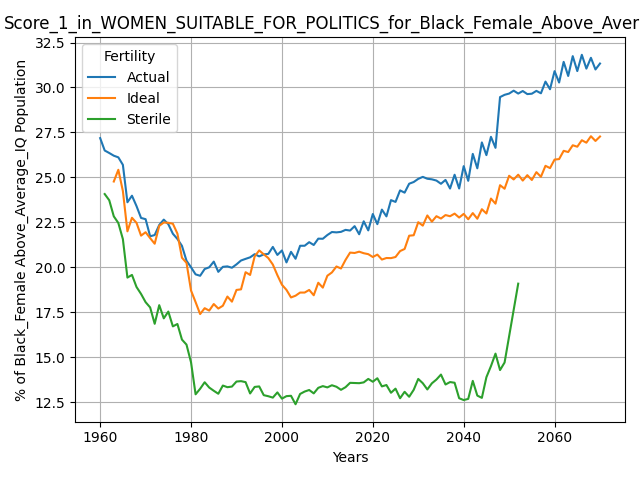 Score_1_in_WOMEN_SUITABLE_FOR_POLITICS_for_Black_Female_Above_Aver
32.5
30.0
27.5
25.0
22.5
20.0
17.5
15.0
12.5
% of Black_Female Above_Average_IQ Population
Fertility
Actual
Ideal
Sterile
1960
1980
2000
2020
2040
2060
Years